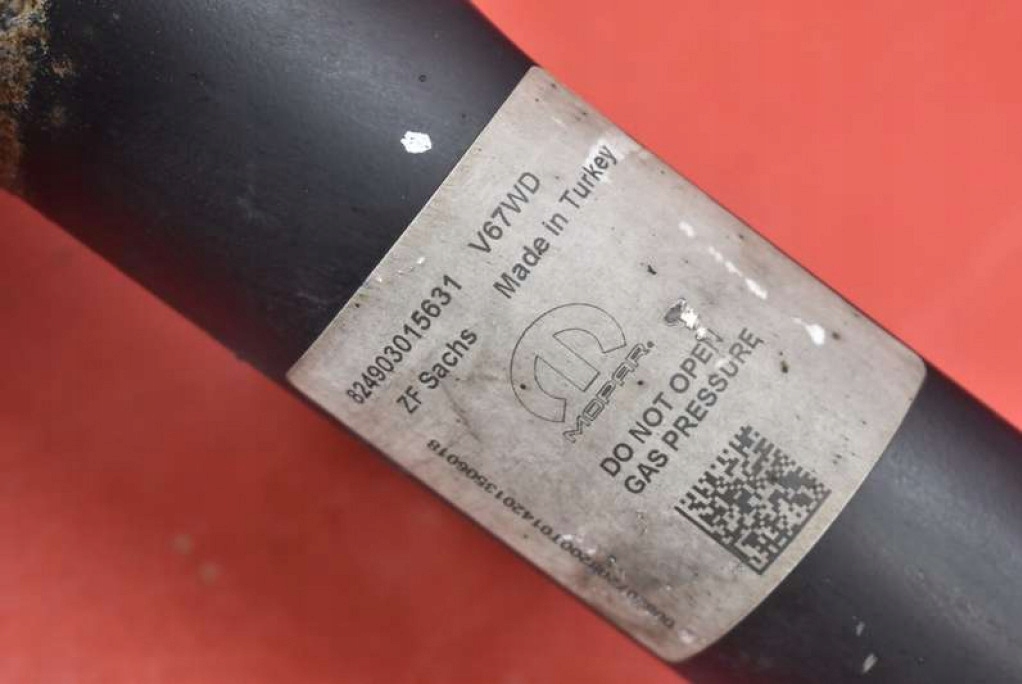 824903015631 V67WD
ZF Sachs Made in Turkey
MOPAR.
DO NOT OPEN
GAS PRESSURE